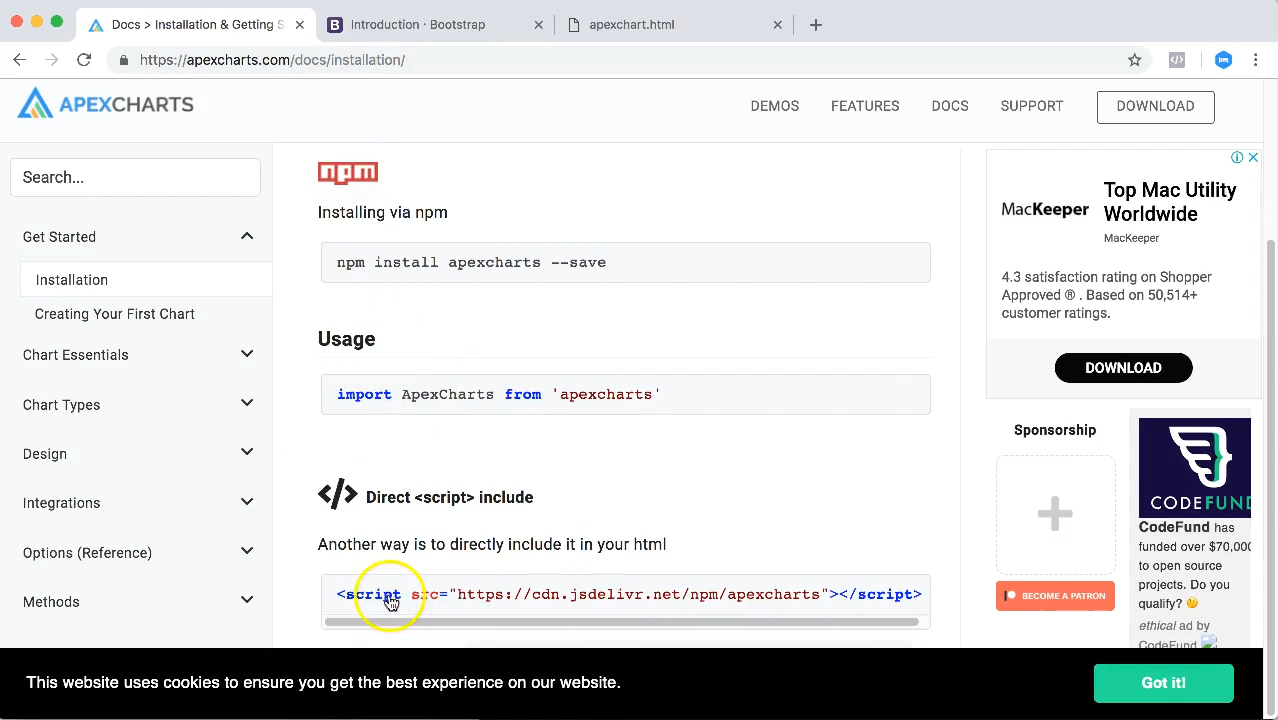 Docs > Installation & Getting S
Introduction · Bootstrap
apexchart.html
https://apexcharts.com/docs/installation/
APEXCHARTS
DEMOS
FEATURES
DOCS
SUPPORT
DOWNLOAD
Search...
Get Started
Installation
Creating Your First Chart
Chart Essentials
Chart Types
Design
Integrations
Options (Reference)
Methods
npm
Installing via npm
npm install apexcharts --save
Usage
import ApexCharts from 'apexcharts'
</> Direct <script> include
Another way is to directly include it in your html
<script src="https://cdn.jsdelivr.net/npm/apexcharts"></script>
MacKeeper
Top Mac Utility
Worldwide
MacKeeper
4.3 satisfaction rating on Shopper
Approved ® . Based on 50,514+
customer ratings.
DOWNLOAD
Sponsorship
BECOME A PATRON
CODEFUND
CodeFund has
funded over $70,000
to open source
projects. Do you
qualify? 🤔
ethical ad by
CodeFund
This website uses cookies to ensure you get the best experience on our website.
Got it!